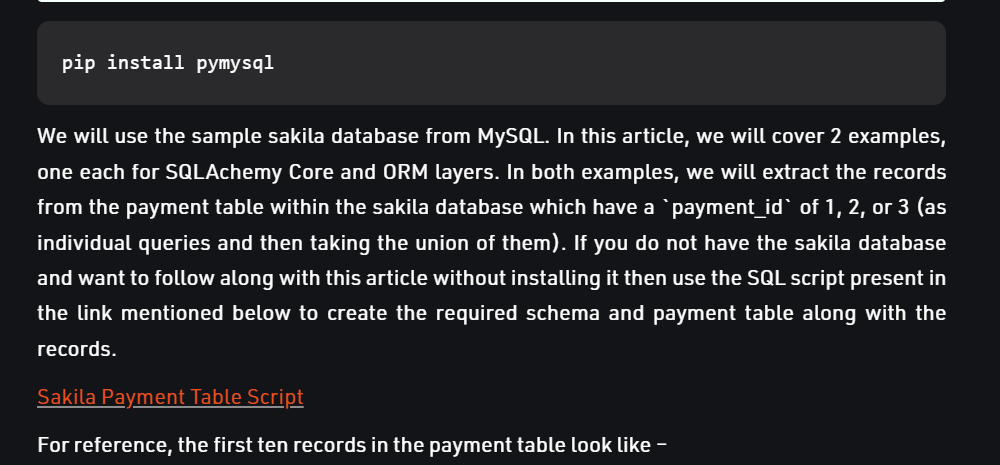 pip install pymysql
We will use the sample sakila database from MySQL. In this article, we will cover 2 examples,
one each for SQLAchemy Core and ORM layers. In both examples, we will extract the records
from the payment table within the sakila database which have a `payment_id` of 1, 2, or 3 (as
individual queries and then taking the union of them). If you do not have the sakila database
and want to follow along with this article without installing it then use the SQL script present in
the link mentioned below to create the required schema and payment table along with the
records.
Sakila Payment Table Script
For reference, the first ten records in the payment table look like –